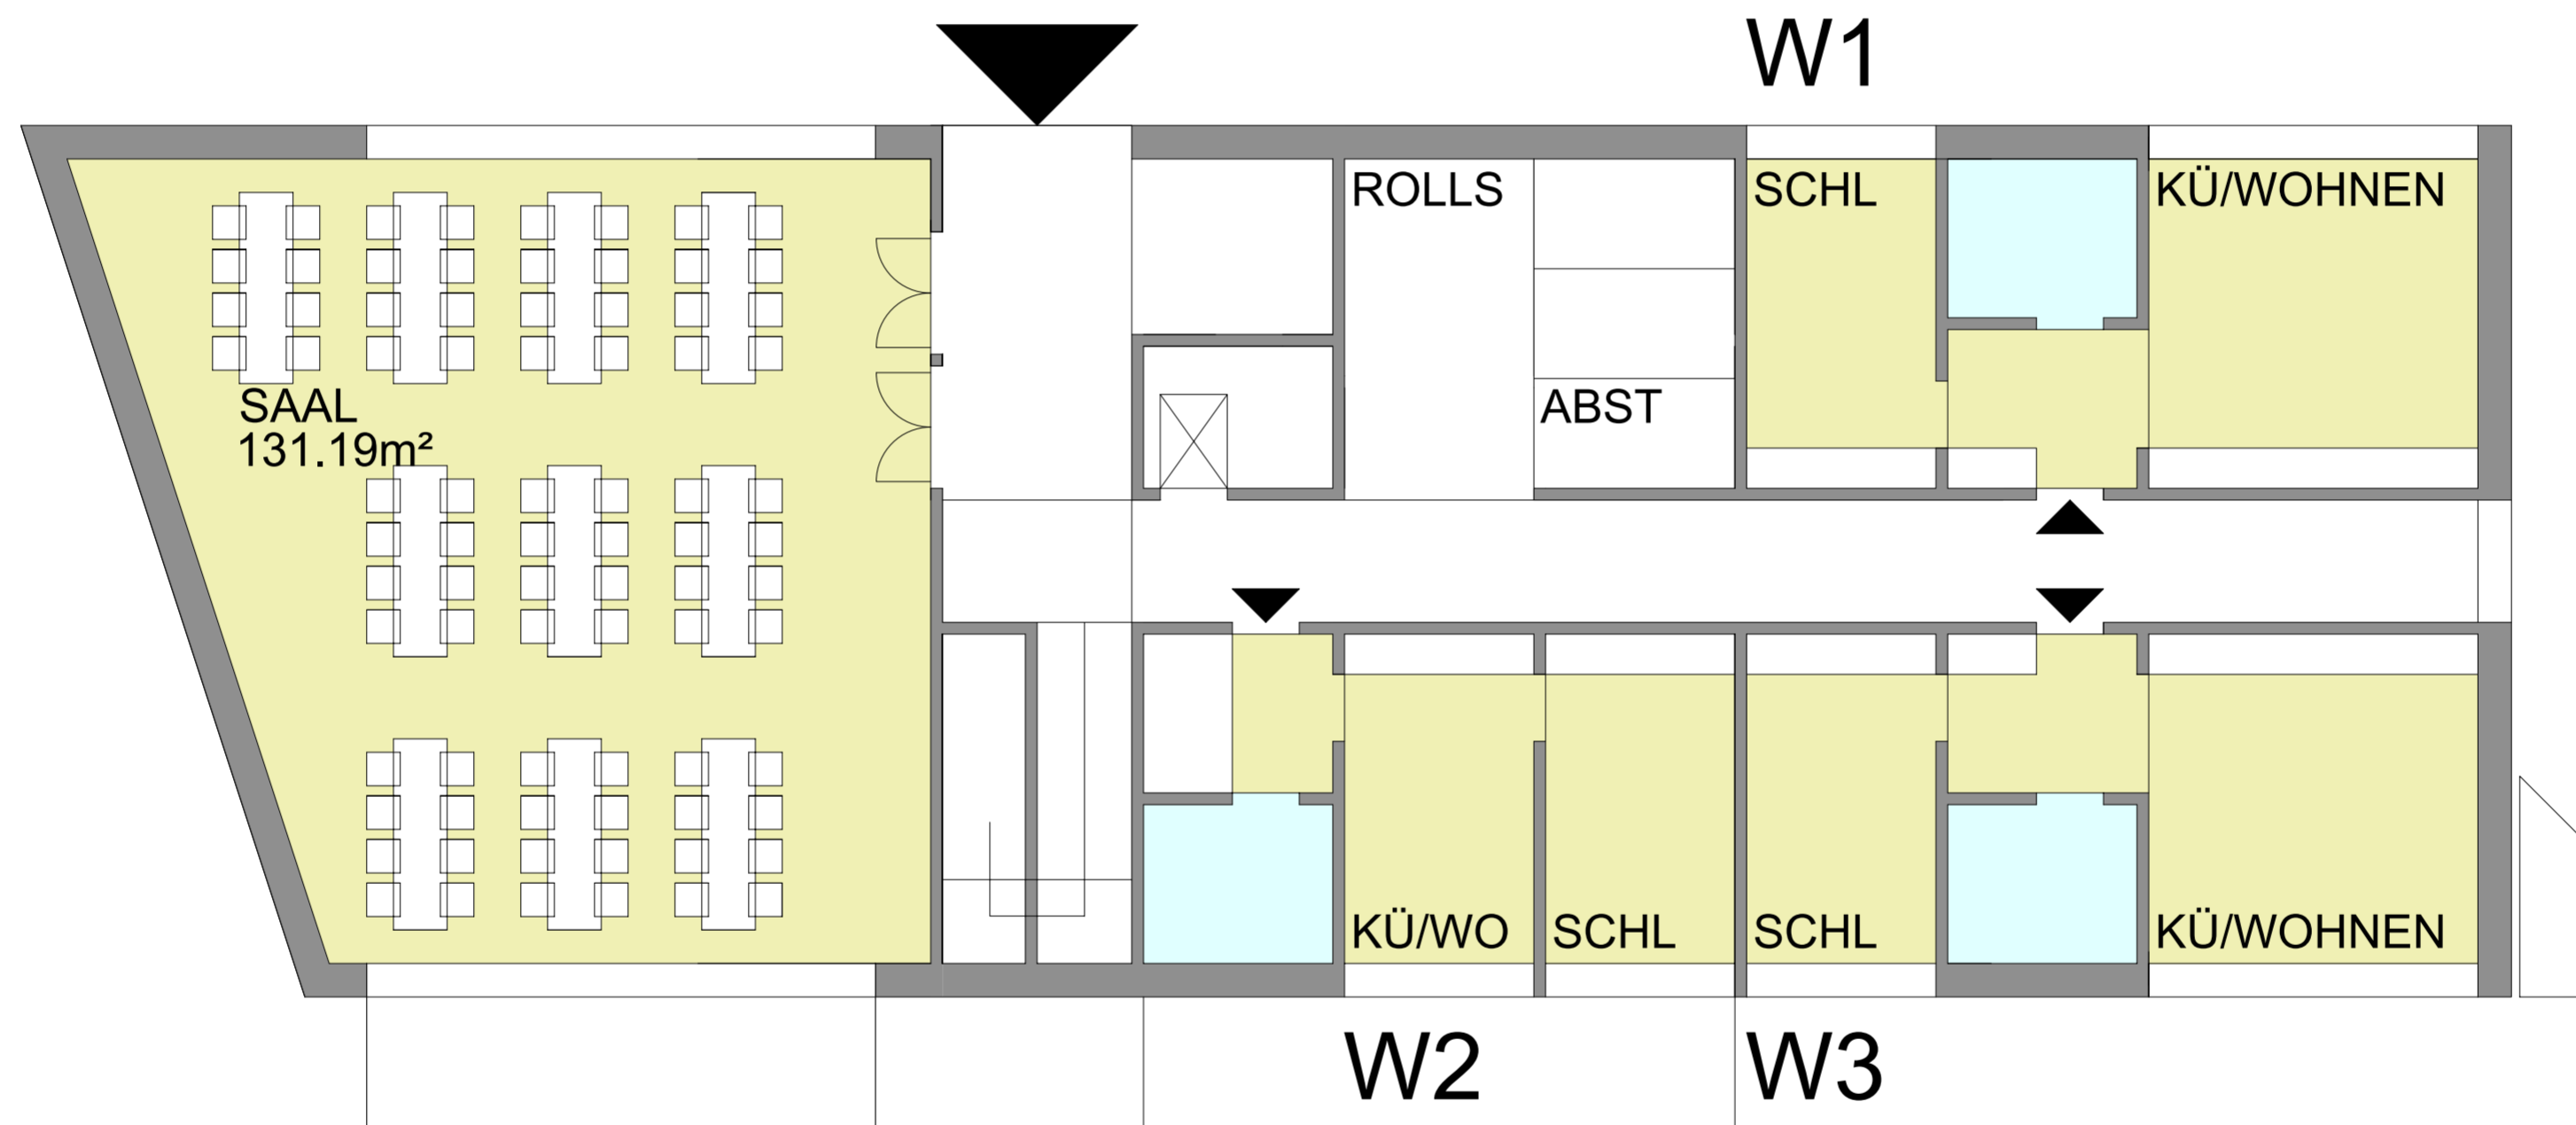 W1
ROLLS
SCHL
KÜ/WOHNEN
SAAL
131.19m²
ABST
KÜ/WO
SCHL
SCHL
KÜ/WOHNEN
W2
W3